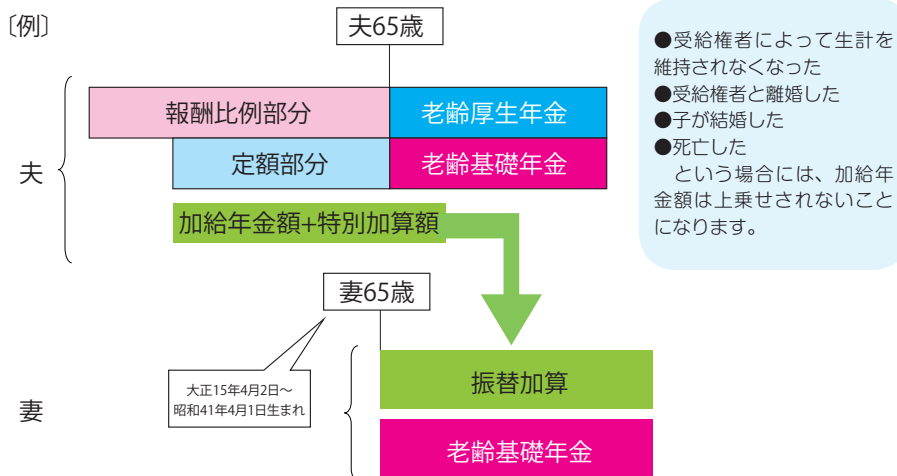 〔例〕
夫65歳
報酬比例部分
老齢厚生年金
夫
定額部分
老齢基礎年金
加給年金額+特別加算額
妻65歳
大正15年4月2日~
昭和41年4月1日生まれ
振替加算
妻
老齢基礎年金
●受給権者によって生計を
維持されなくなった
●受給権者と離婚した
●子が結婚した
●死亡した
という場合には、加給年
金額は上乗せされないこと
になります。